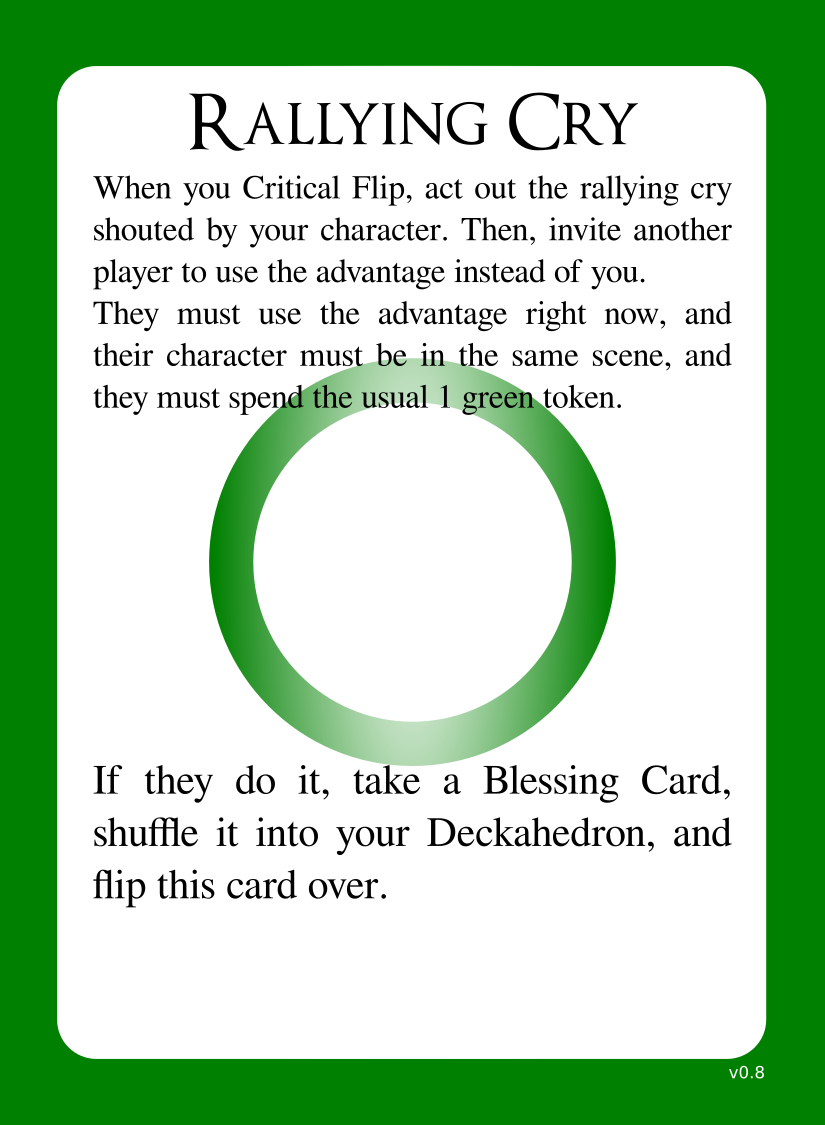 Rallying Cry
When you Critical Flip, act out the rallying cry
shouted by your character. Then, invite another
player to use the advantage instead of you.
They must use the advantage right now, and
their character must be in the same scene, and
they must spend the usual 1 green token.
If they do it, take a Blessing Card,
shuffle it into your Deckahedron, and
flip this card over.
v0.8